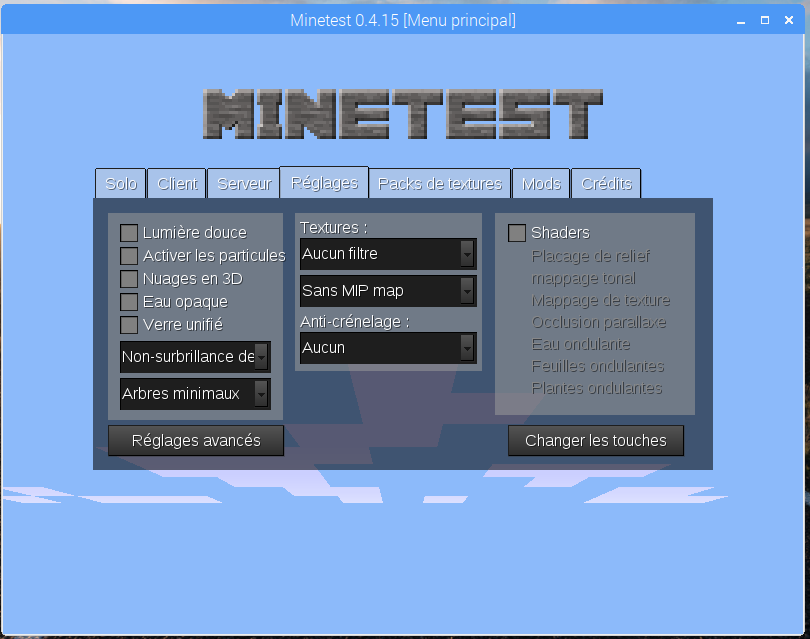 Minetest 0.4.15 [Menu principal]
MINETEST
Solo Client Serveur Réglages Packs de textures Mods Crédits
Lumière douce
Activer les particules
Nuages en 3D
Eau opaque
Verre unifié
Non-surbrillance de
Arbres minimaux
Réglages avancés
Textures :
Aucun filtre
Sans MIP map
Anti-crénelage :
Aucun
Shaders
Placage de relief
mappage tonal
Mappage de texture
Occlusion parallaxe
Eau ondulante
Feuilles ondulantes
Plantes ondulantes
Changer les touches